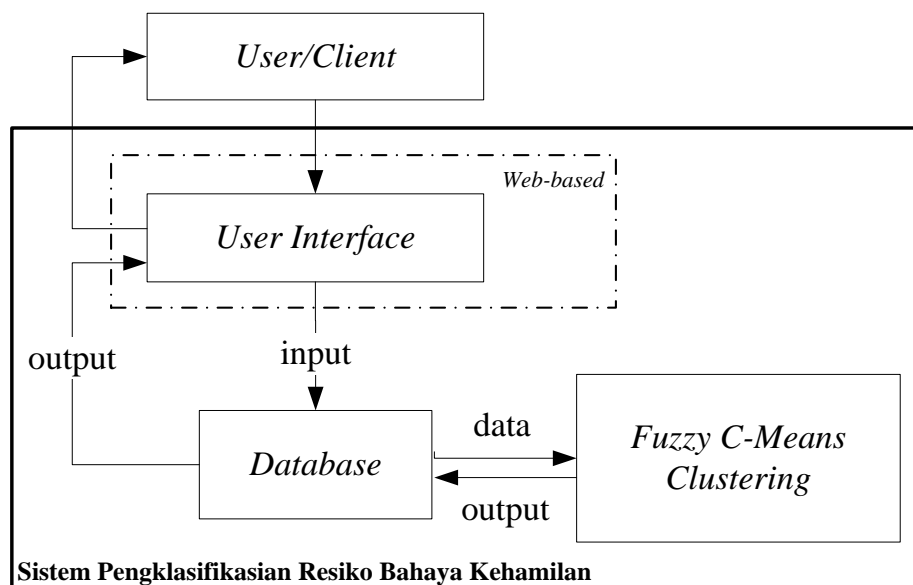 User/Client
Web-based
User Interface
output
input
Database
data
output
Fuzzy C-Means
Clustering
Sistem Pengklasifikasian Resiko Bahaya Kehamilan